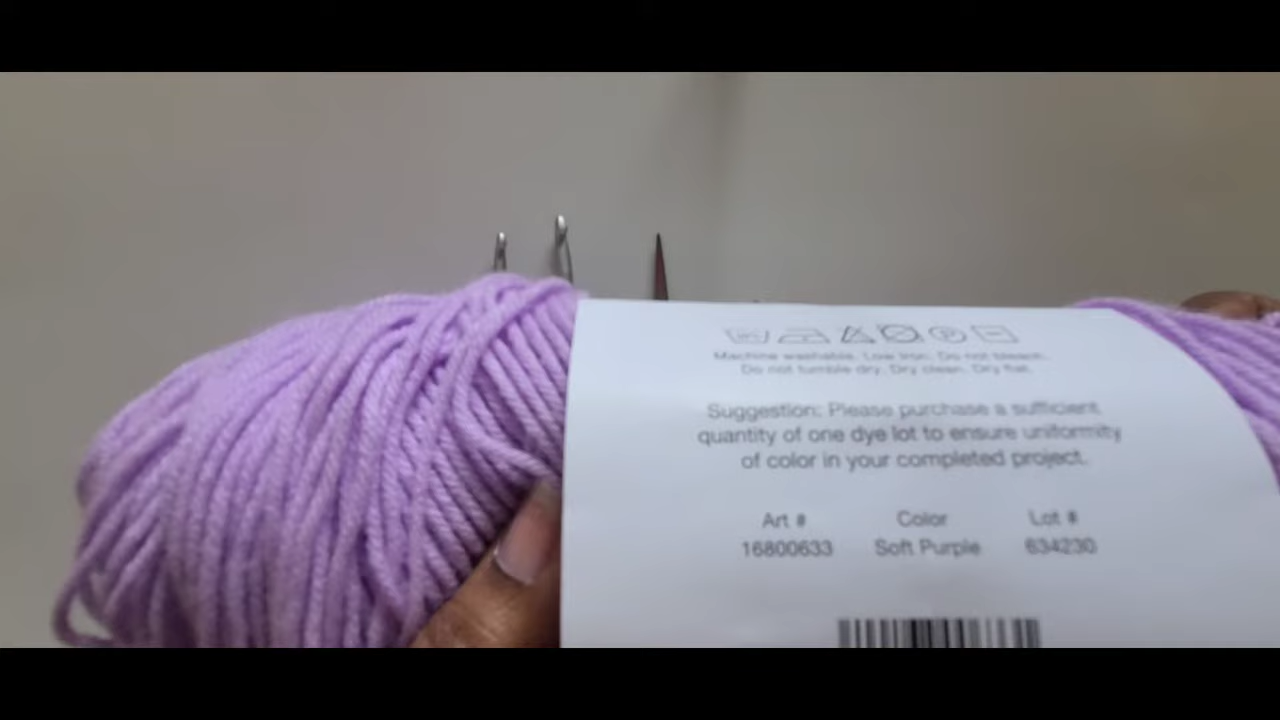 Machine washable. Low iron. Do not bleach.
Do not tumble dry. Dry clean. Dry flat.
Suggestion: Please purchase a sufficient
quantity of one dye lot to ensure uniformity
of color in your completed project.
Art # Color Lot #
16800633 Soft Purple 634230